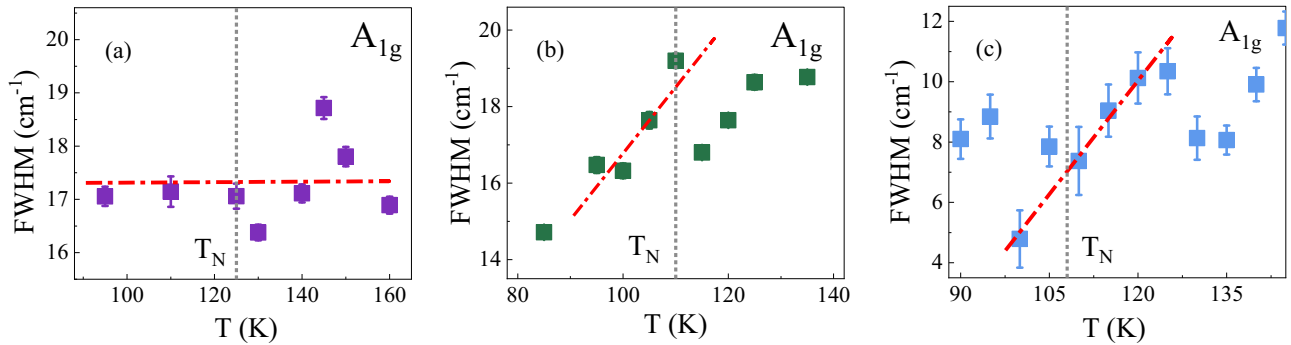 (a) A1g
19
18
17
16
FWHM (cm-1)
TN
100 120 140 160
T (K)
(b) A1g
20
18
16
14
FWHM (cm-1)
TN
80 100 120 140
T (K)
(c) A1g
12
10
8
6
4
FWHM (cm-1)
TN
90 105 120 135
T (K)